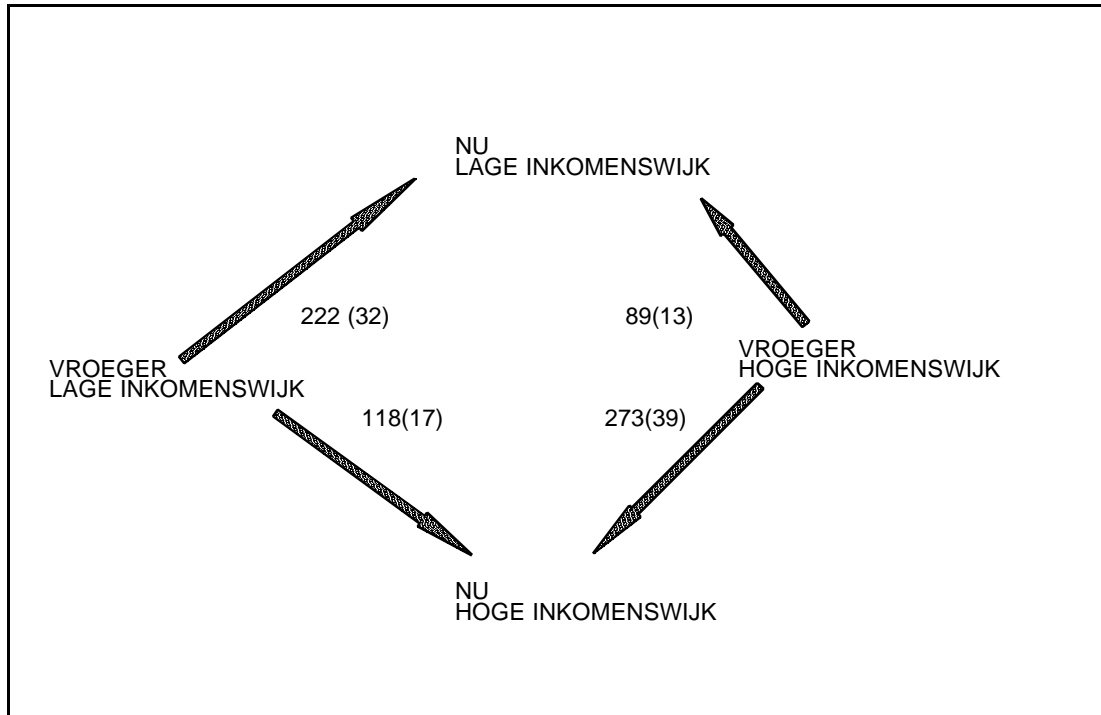 NU
LAGE INKOMENSWIJK
222 (32)
89(13)
VROEGER
LAGE INKOMENSWIJK
VROEGER
HOGE INKOMENSWIJK
118(17)
273(39)
NU
HOGE INKOMENSWIJK